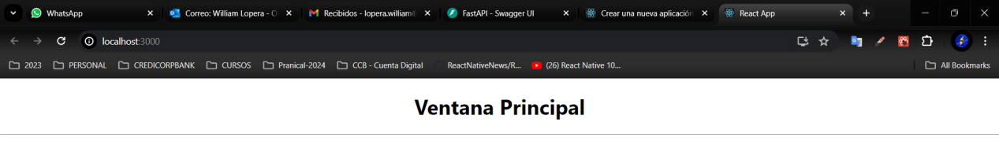 WhatsApp
Correo: William Lopera - O
Recibidos - lopera.william@
FastAPI - Swagger UI
Crear una nueva aplicación
React App
localhost:3000
2023
PERSONAL
CREDICORPBANK
CURSOS
Pranical-2024
CCB - Cuenta Digital
ReactNativeNews/R...
(26) React Native 10...
All Bookmarks
Ventana Principal